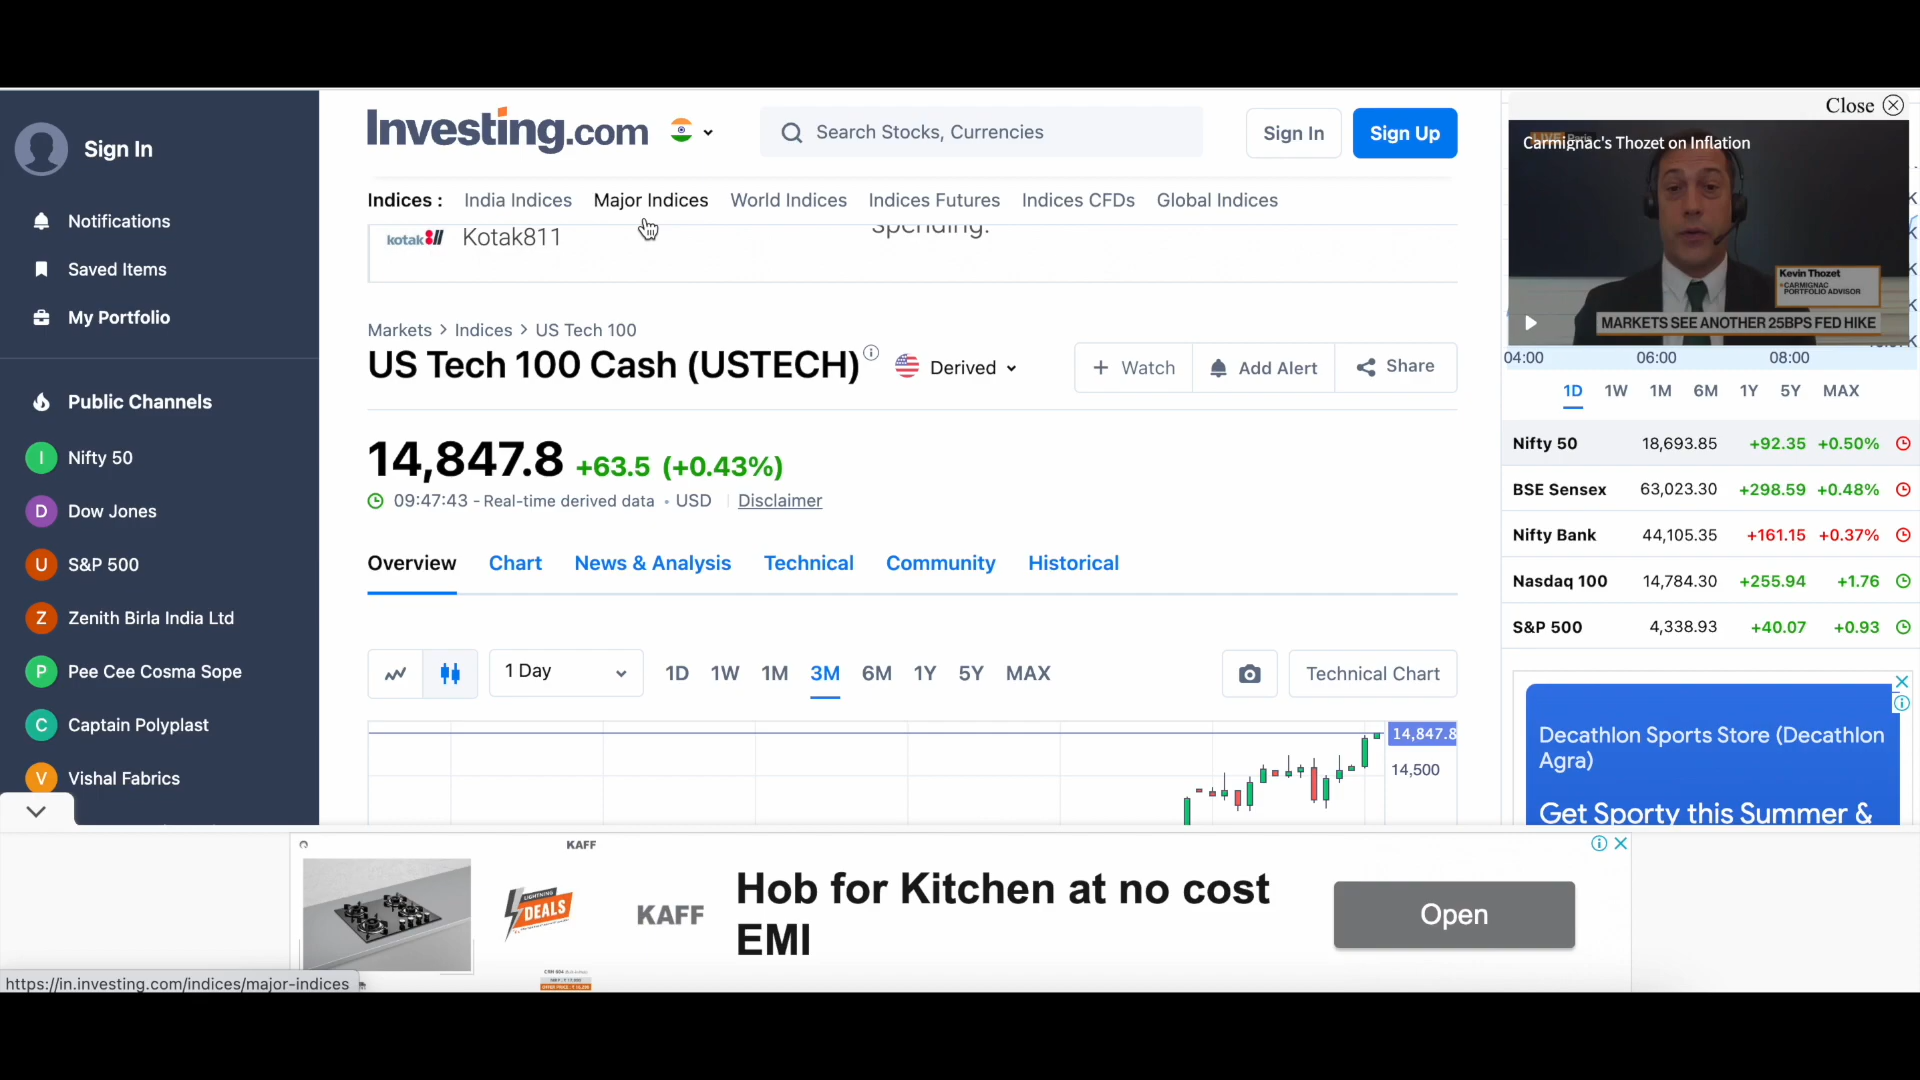 Sign In
Notifications
Saved Items
My Portfolio
Public Channels
I Nifty 50
D Dow Jones
U S&P 500
Z Zenith Birla India Ltd
P Pee Cee Cosma Sope
C Captain Polyplast
V Vishal Fabrics
Investing.com
Search Stocks, Currencies
Sign In
Sign Up
Indices : India Indices Major Indices World Indices Indices Futures Indices CFDs Global Indices
kotak811 Kotak811 spending.
Markets > Indices > US Tech 100
US Tech 100 Cash (USTECH)
Derived
+ Watch
Add Alert
Share
14,847.8 +63.5 (+0.43%)
09:47:43 - Real-time derived data • USD Disclaimer
Overview Chart News & Analysis Technical Community Historical
1 Day
1D 1W 1M 3M 6M 1Y 5Y MAX
Technical Chart
14,847.8
14,500
Close
LIVE Paris
Carmignac's Thozet on Inflation
Kevin Thozet
CARMIGNAC
PORTFOLIO ADVISOR
MARKETS SEE ANOTHER 25BPS FED HIKE
04:00 06:00 08:00
1D 1W 1M 6M 1Y 5Y MAX
Nifty 50 18,693.85 +92.35 +0.50%
BSE Sensex 63,023.30 +298.59 +0.48%
Nifty Bank 44,105.35 +161.15 +0.37%
Nasdaq 100 14,784.30 +255.94 +1.76
S&P 500 4,338.93 +40.07 +0.93
Decathlon Sports Store (Decathlon
Agra)
Get Sporty this Summer &
KAFF
LIGHTNING
DEALS
KAFF
Hob for Kitchen at no cost
EMI
Open
https://in.investing.com/indices/major-indices